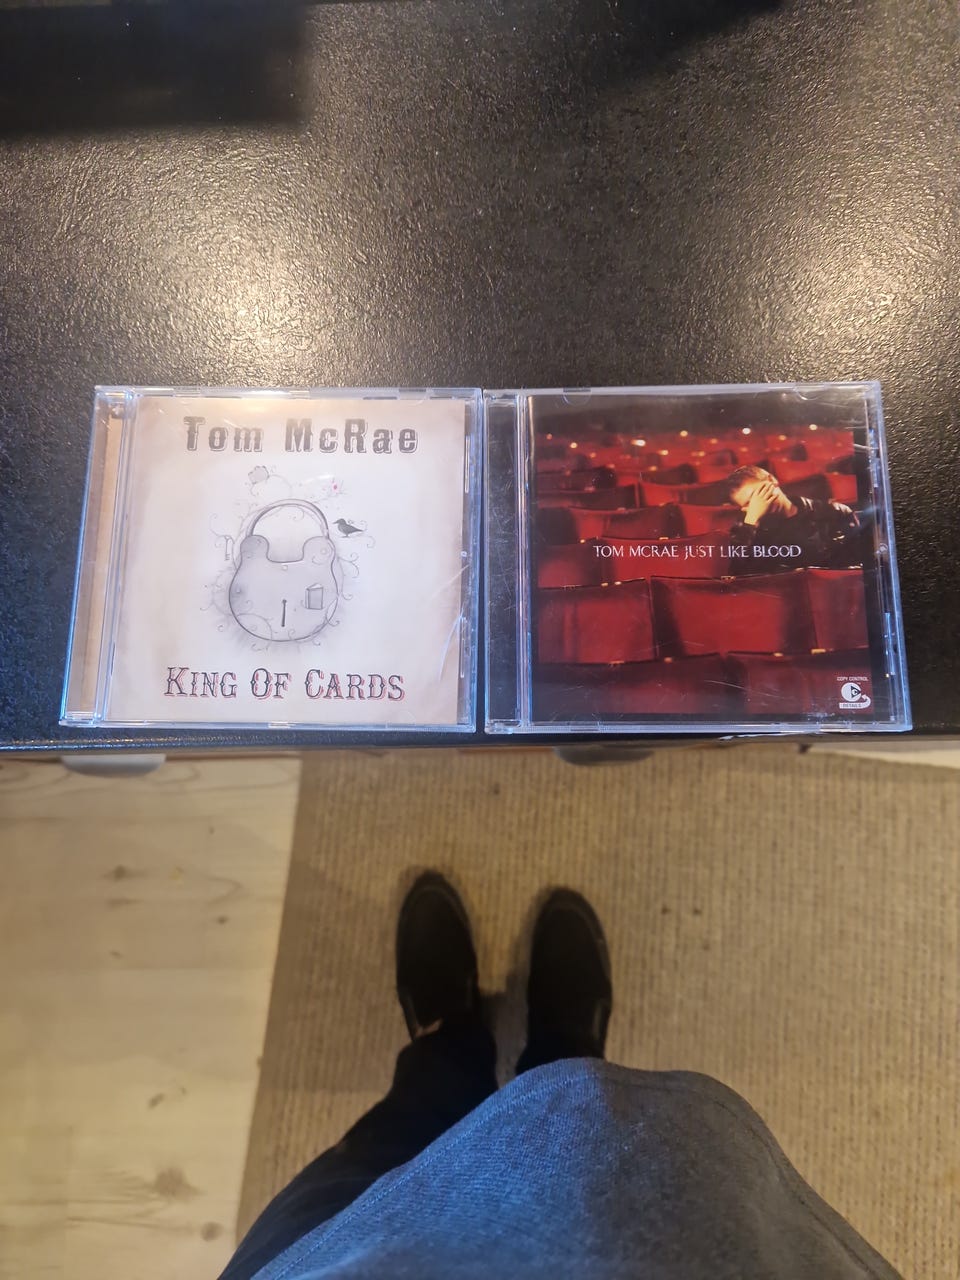 Tom McRae
King Of Cards
TOM MCRAE JUST LIKE BLOOD
COPY CONTROL
DETAILS